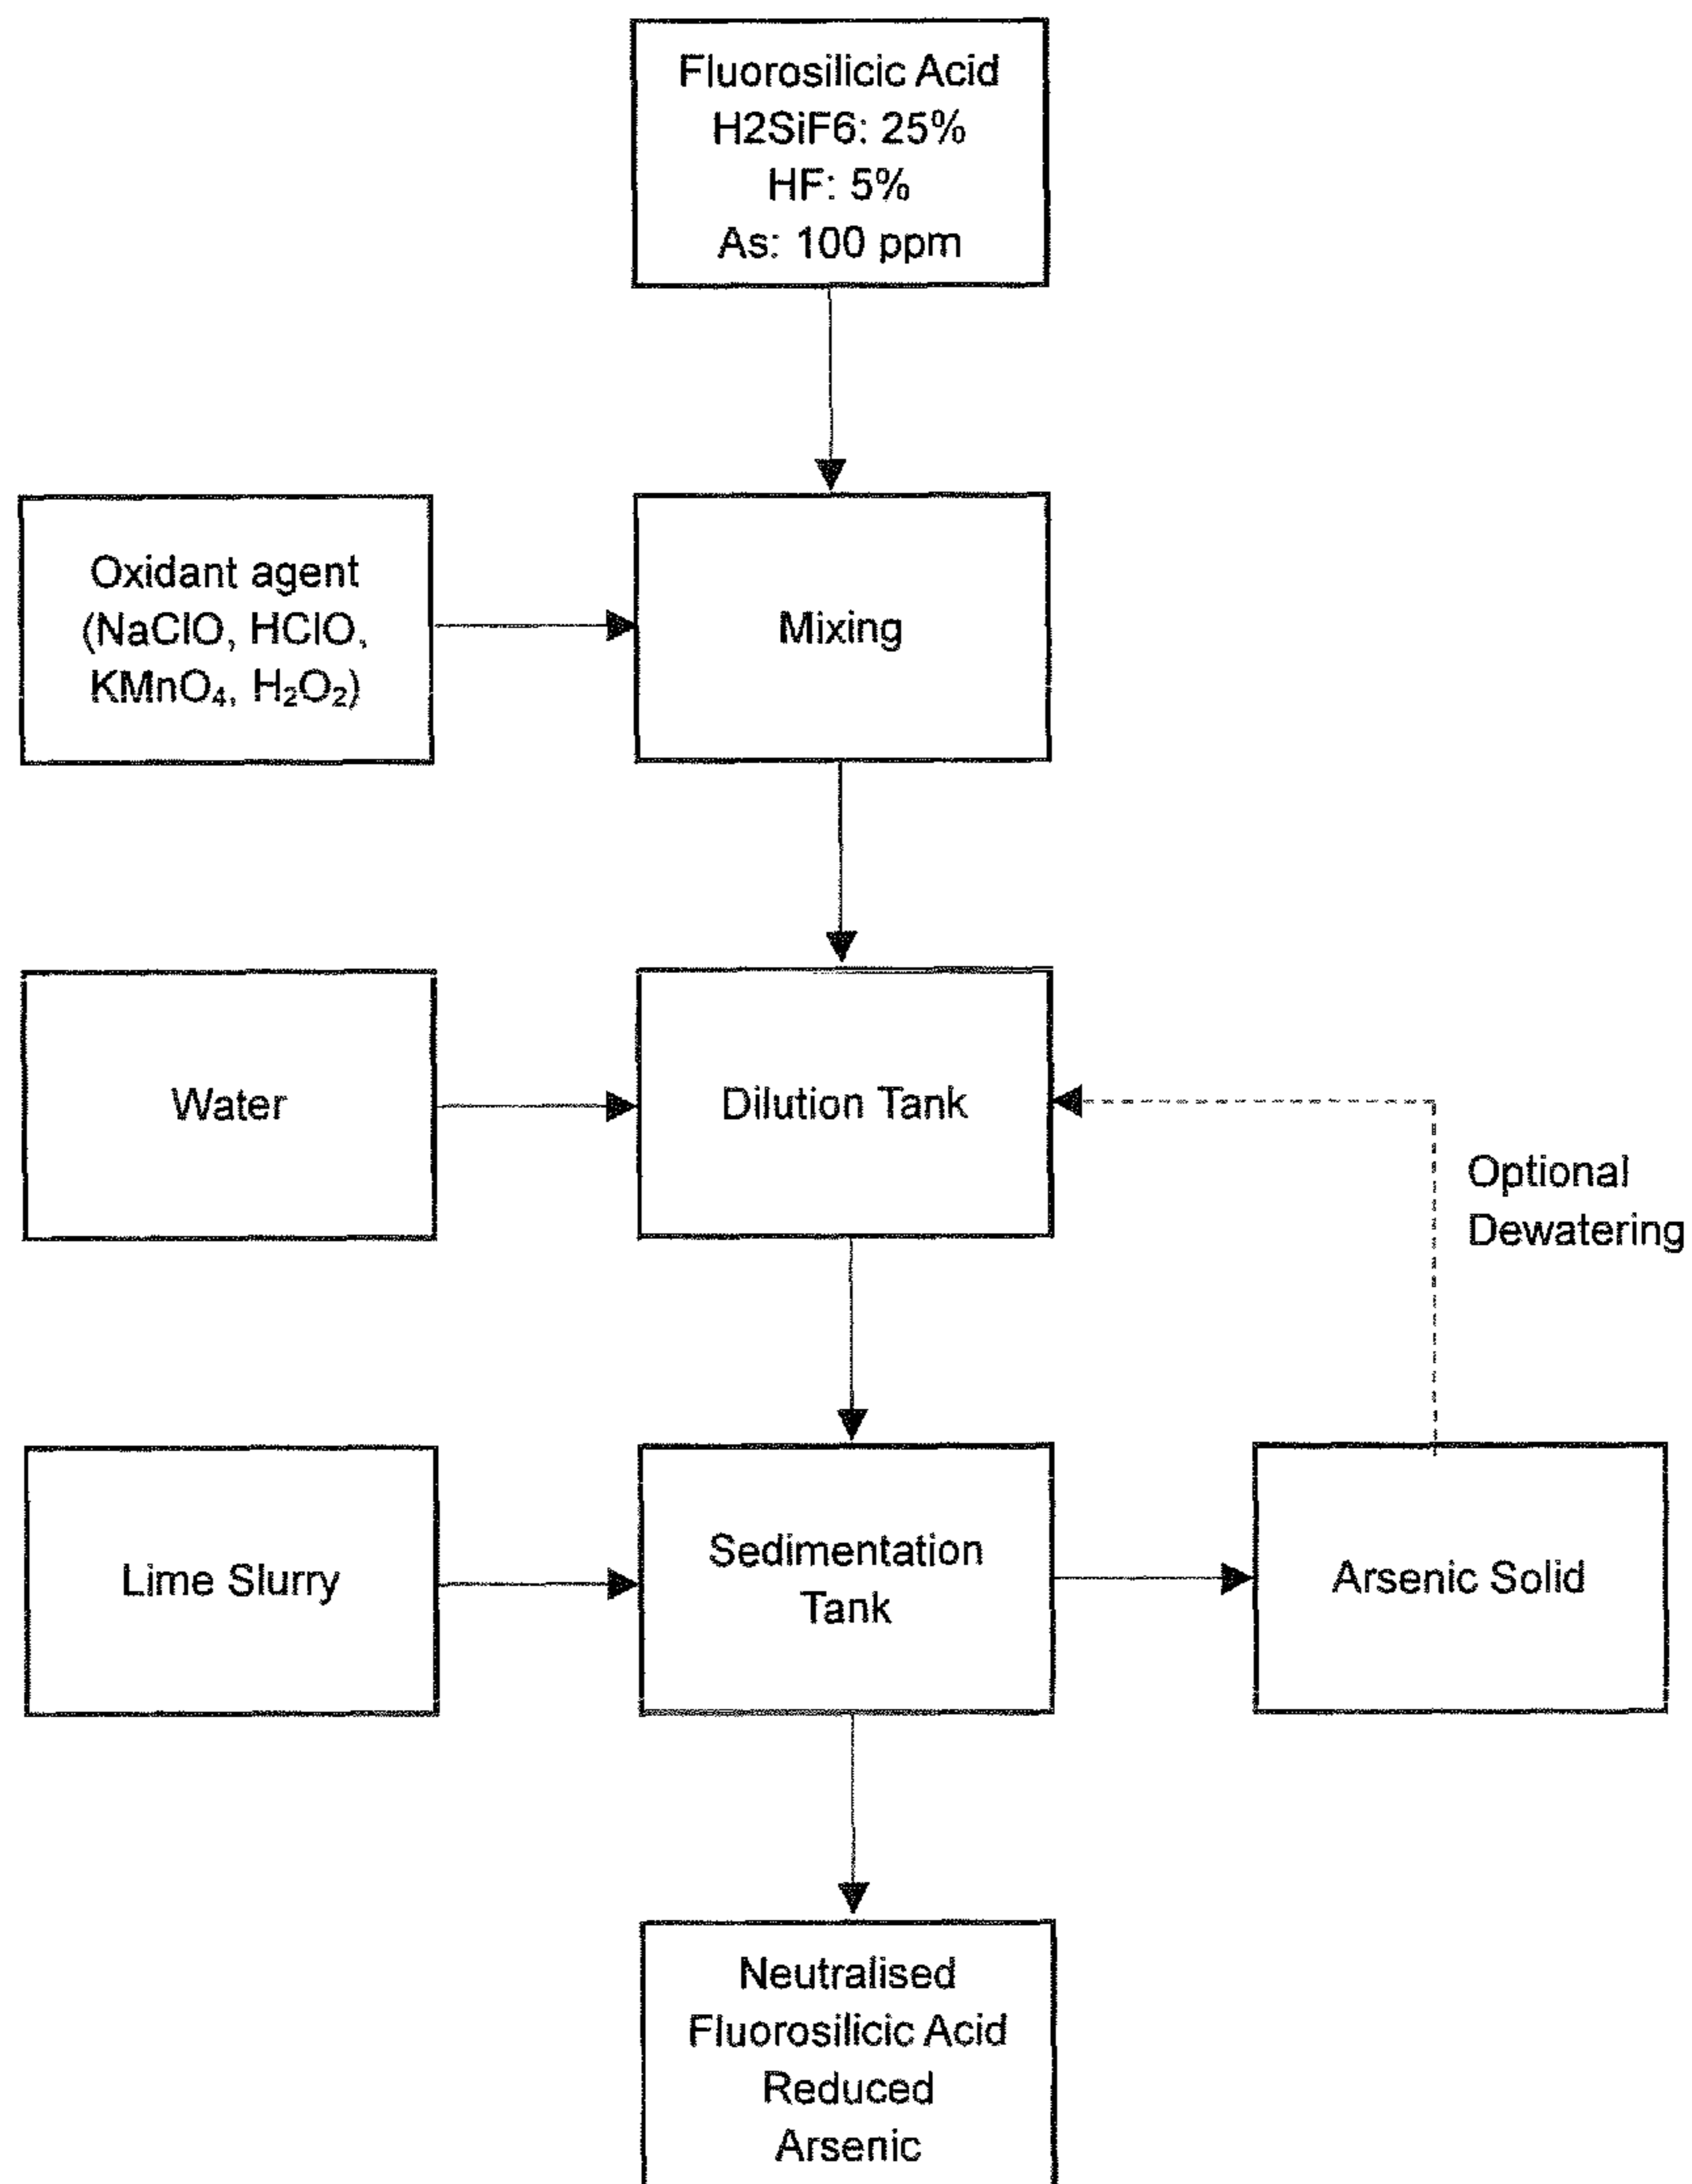 Fluorosilicic Acid
H2SiF6: 25%
HF: 5%
As: 100 ppm
Oxidant agent
(NaClO, HClO,
KMnO₄, H₂O₂)
Mixing
Water
Dilution Tank
Optional
Dewatering
Lime Slurry
Sedimentation
Tank
Arsenic Solid
Neutralised
Fluorosilicic Acid
Reduced
Arsenic